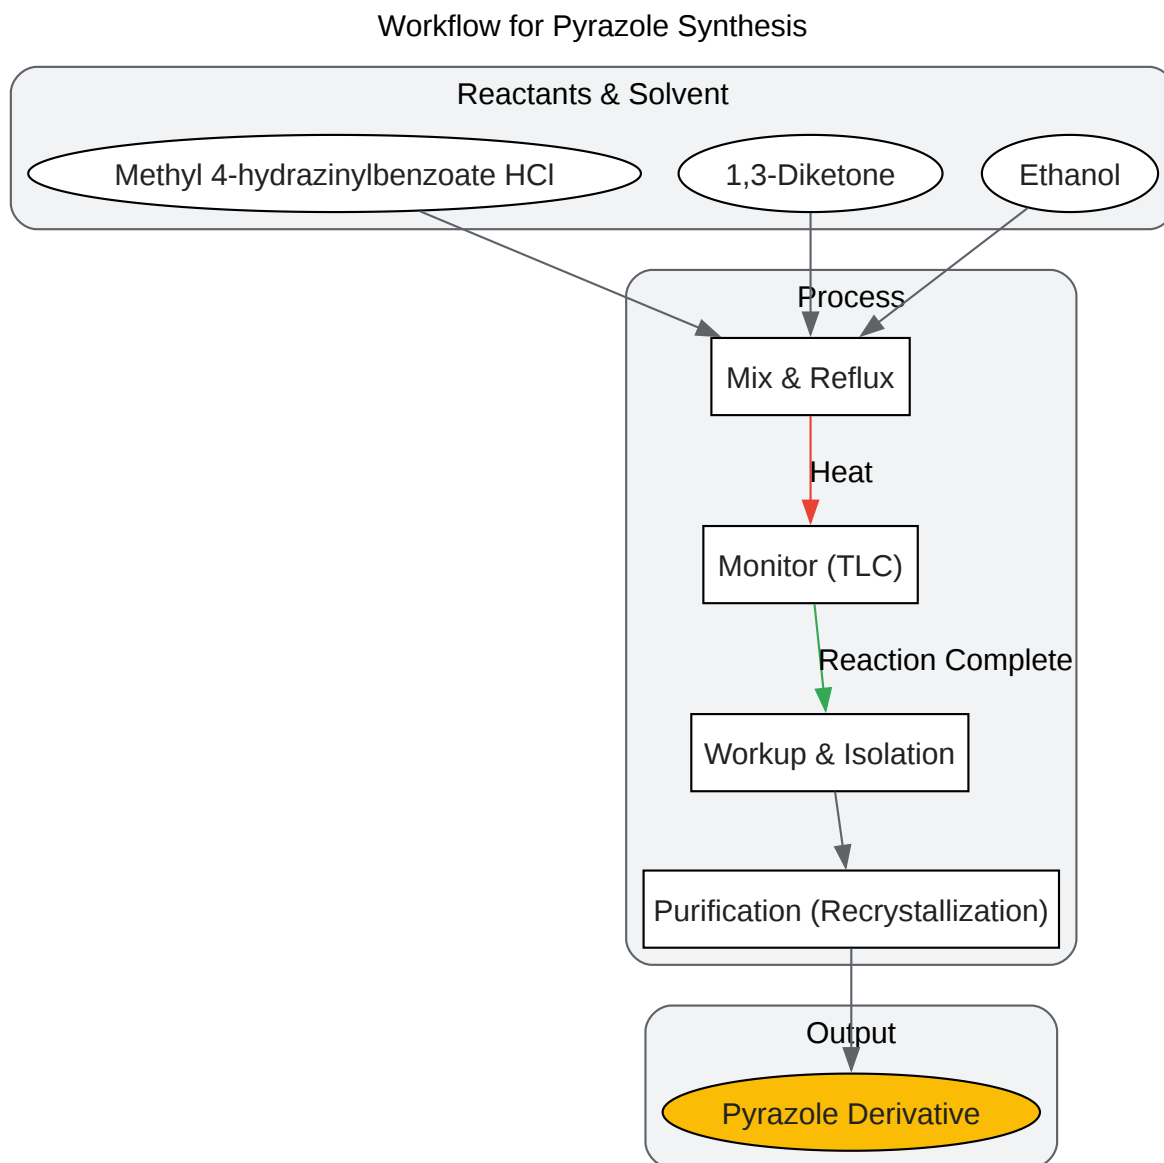 Workflow for Pyrazole Synthesis
Reactants & Solvent
Methyl 4-hydrazinylbenzoate HCl
1,3-Diketone
Ethanol
Process
Mix & Reflux
Heat
Monitor (TLC)
Reaction Complete
Workup & Isolation
Purification (Recrystallization)
Output
Pyrazole Derivative